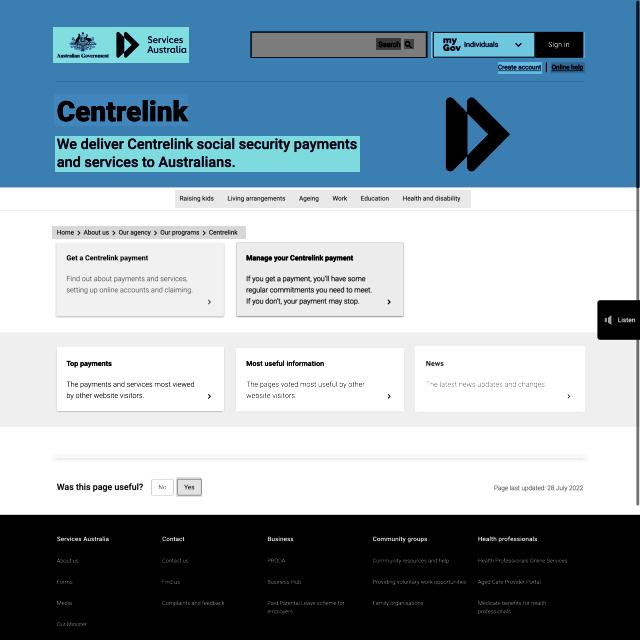 Australian Government
Services
Australia
Search
my
Gov
Individuals
Sign in
Create account
Online help
Centrelink
We deliver Centrelink social security payments
and services to Australians.
Raising kids Living arrangements Ageing Work Education Health and disability
Home > About us > Our agency > Our programs > Centrelink
Get a Centrelink payment
Find out about payments and services,
setting up online accounts and claiming.
Manage your Centrelink payment
If you get a payment, you'll have some
regular commitments you need to meet.
If you don't, your payment may stop.
Listen
Top payments
The payments and services most viewed
by other website visitors.
Most useful information
The pages voted most useful by other
website visitors.
News
The latest news updates and changes.
Was this page useful? No Yes
Page last updated: 28 July 2022
Services Australia
About us
Forms
Media
Our Minister
Contact
Contact us
Find us
Complaints and feedback
Business
PRODA
Business Hub
Paid Parental Leave scheme for
employers
Community groups
Community resources and help
Providing voluntary work opportunities
Family organisations
Health professionals
Health Professionals Online Services
Aged Care Provider Portal
Medicare benefits for health
professionals